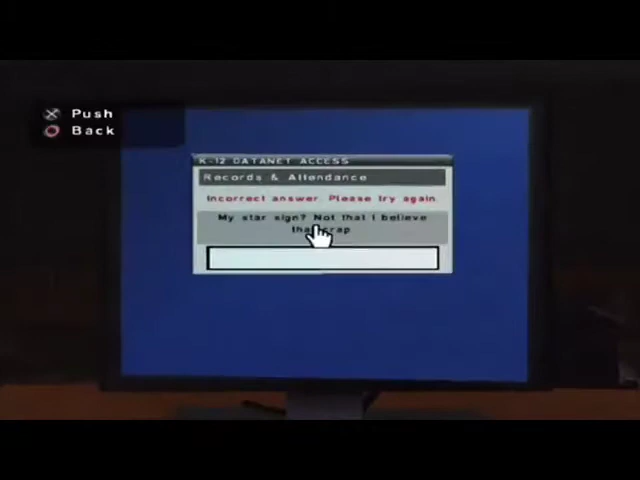 Push
Back
K-12 DATANET ACCESS
Records & Attendance
Incorrect answer. Please try again
My star sign? Not that I believe
that crap